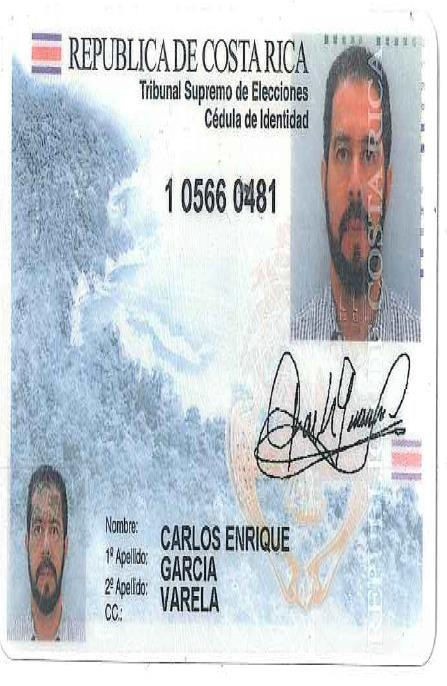 REPUBLICA DE COSTA RICA
Tribunal Supremo de Elecciones
Cédula de Identidad
1 0566 0481
COSTA RICA
Nombre: CARLOS ENRIQUE
1º Apellido: GARCIA
2º Apellido: VARELA
CC.: